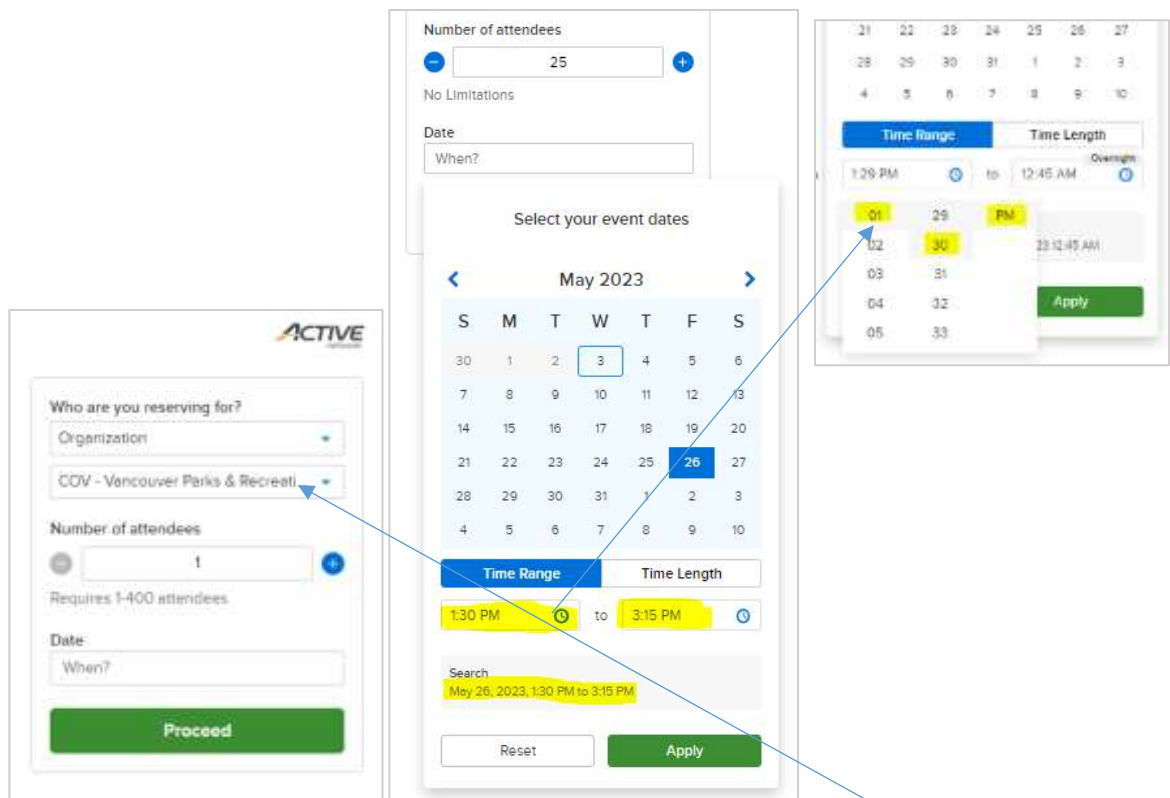 ACTIVE
Who are you reserving for?
Organization
COV - Vancouver Parks & Recreati...
Number of attendees
1
Requires 1-400 attendees
Date
When?
Proceed
Number of attendees
25
No Limitations
Date
When?
Select your event dates
May 2023
S M T W T F S
30 1 2 3 4 5 6
7 8 9 10 11 12 13
14 15 16 17 18 19 20
21 22 23 24 25 26 27
28 29 30 31 1 2 3
4 5 6 7 8 9 10
Time Range Time Length
1:30 PM to 3:15 PM
Search
May 26, 2023, 1:30 PM to 3:15 PM
Reset Apply
21 22 23 24 25 26 27
28 29 30 31 1 2 3
4 5 6 7 8 9 10
Time Range Time Length
Overnight
1:29 PM to 12:45 AM
01 29 PM
02 30 23 12:45 AM
03 31
04 32 Apply
05 33